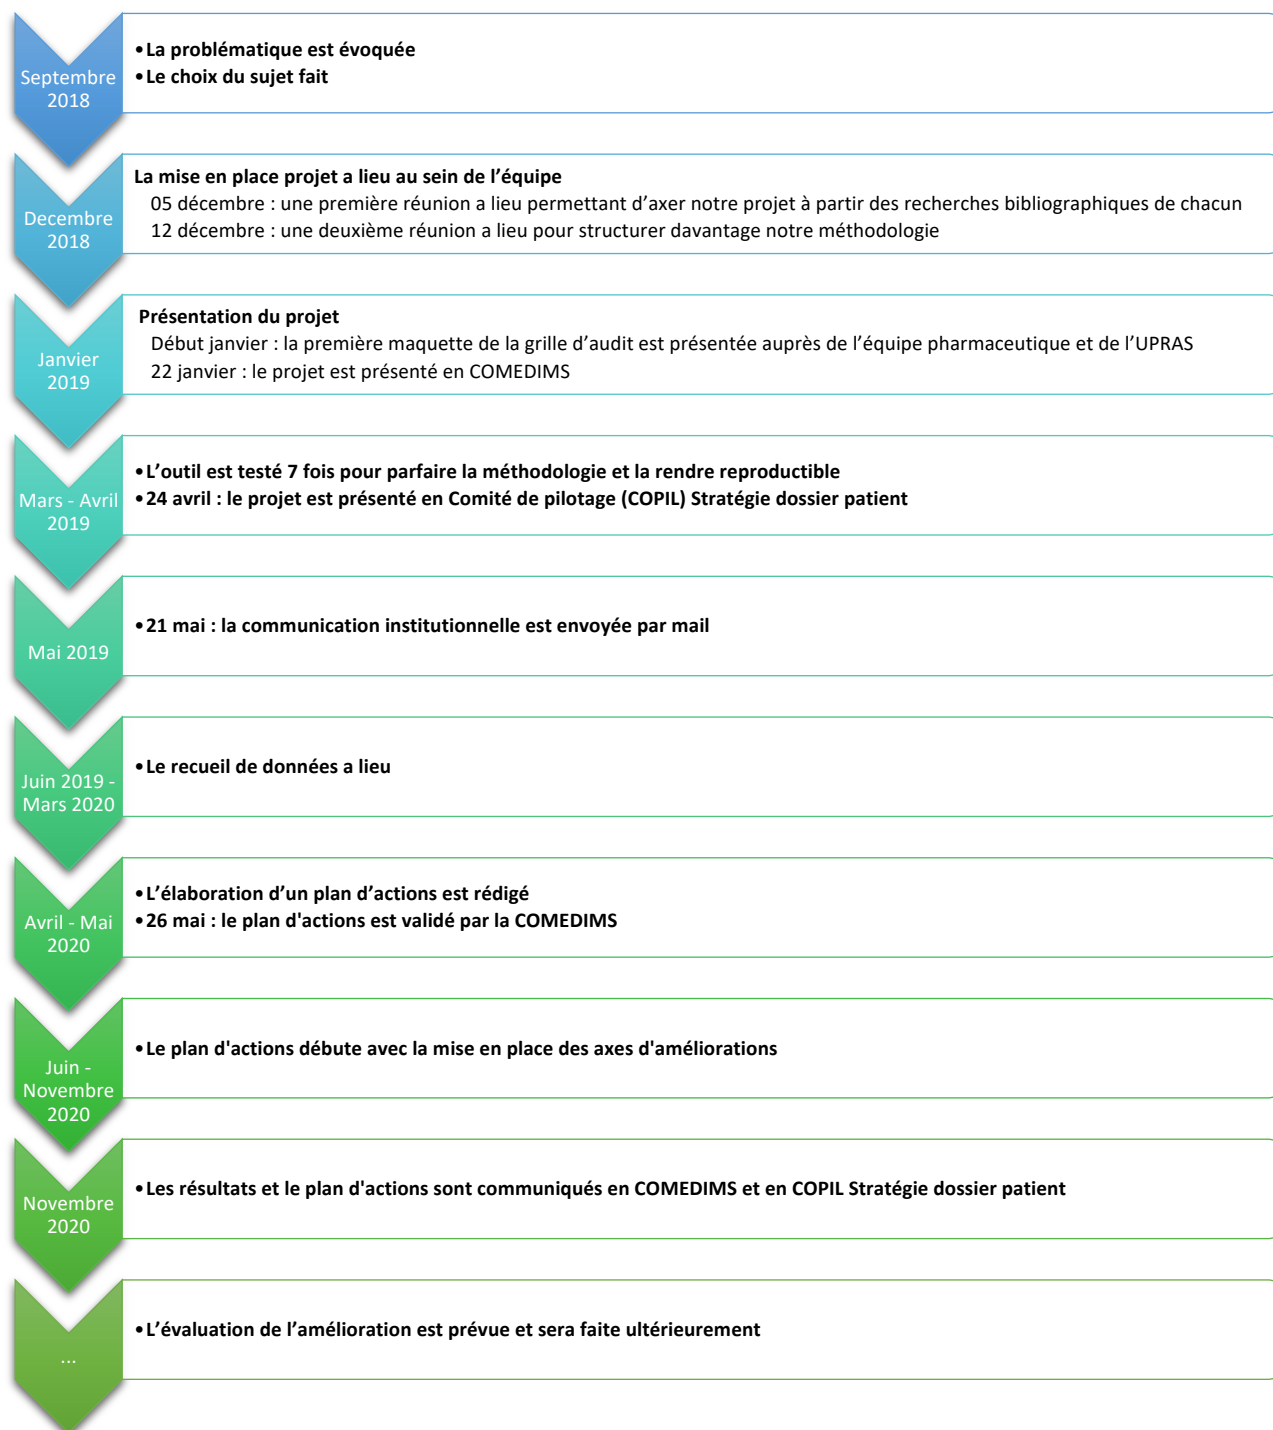 Septembre
2018
•La problématique est évoquée
•Le choix du sujet fait
Decembre
2018
La mise en place projet a lieu au sein de l’équipe
05 décembre : une première réunion a lieu permettant d’axer notre projet à partir des recherches bibliographiques de chacun
12 décembre : une deuxième réunion a lieu pour structurer davantage notre méthodologie
Janvier
2019
Présentation du projet
Début janvier : la première maquette de la grille d’audit est présentée auprès de l’équipe pharmaceutique et de l’UPRAS
22 janvier : le projet est présenté en COMEDIMS
Mars - Avril
2019
•L’outil est testé 7 fois pour parfaire la méthodologie et la rendre reproductible
•24 avril : le projet est présenté en Comité de pilotage (COPIL) Stratégie dossier patient
Mai 2019
•21 mai : la communication institutionnelle est envoyée par mail
Juin 2019 -
Mars 2020
•Le recueil de données a lieu
Avril - Mai
2020
•L’élaboration d’un plan d’actions est rédigé
•26 mai : le plan d'actions est validé par la COMEDIMS
Juin -
Novembre
2020
•Le plan d'actions débute avec la mise en place des axes d'améliorations
Novembre
2020
•Les résultats et le plan d'actions sont communiqués en COMEDIMS et en COPIL Stratégie dossier patient
...
•L’évaluation de l’amélioration est prévue et sera faite ultérieurement